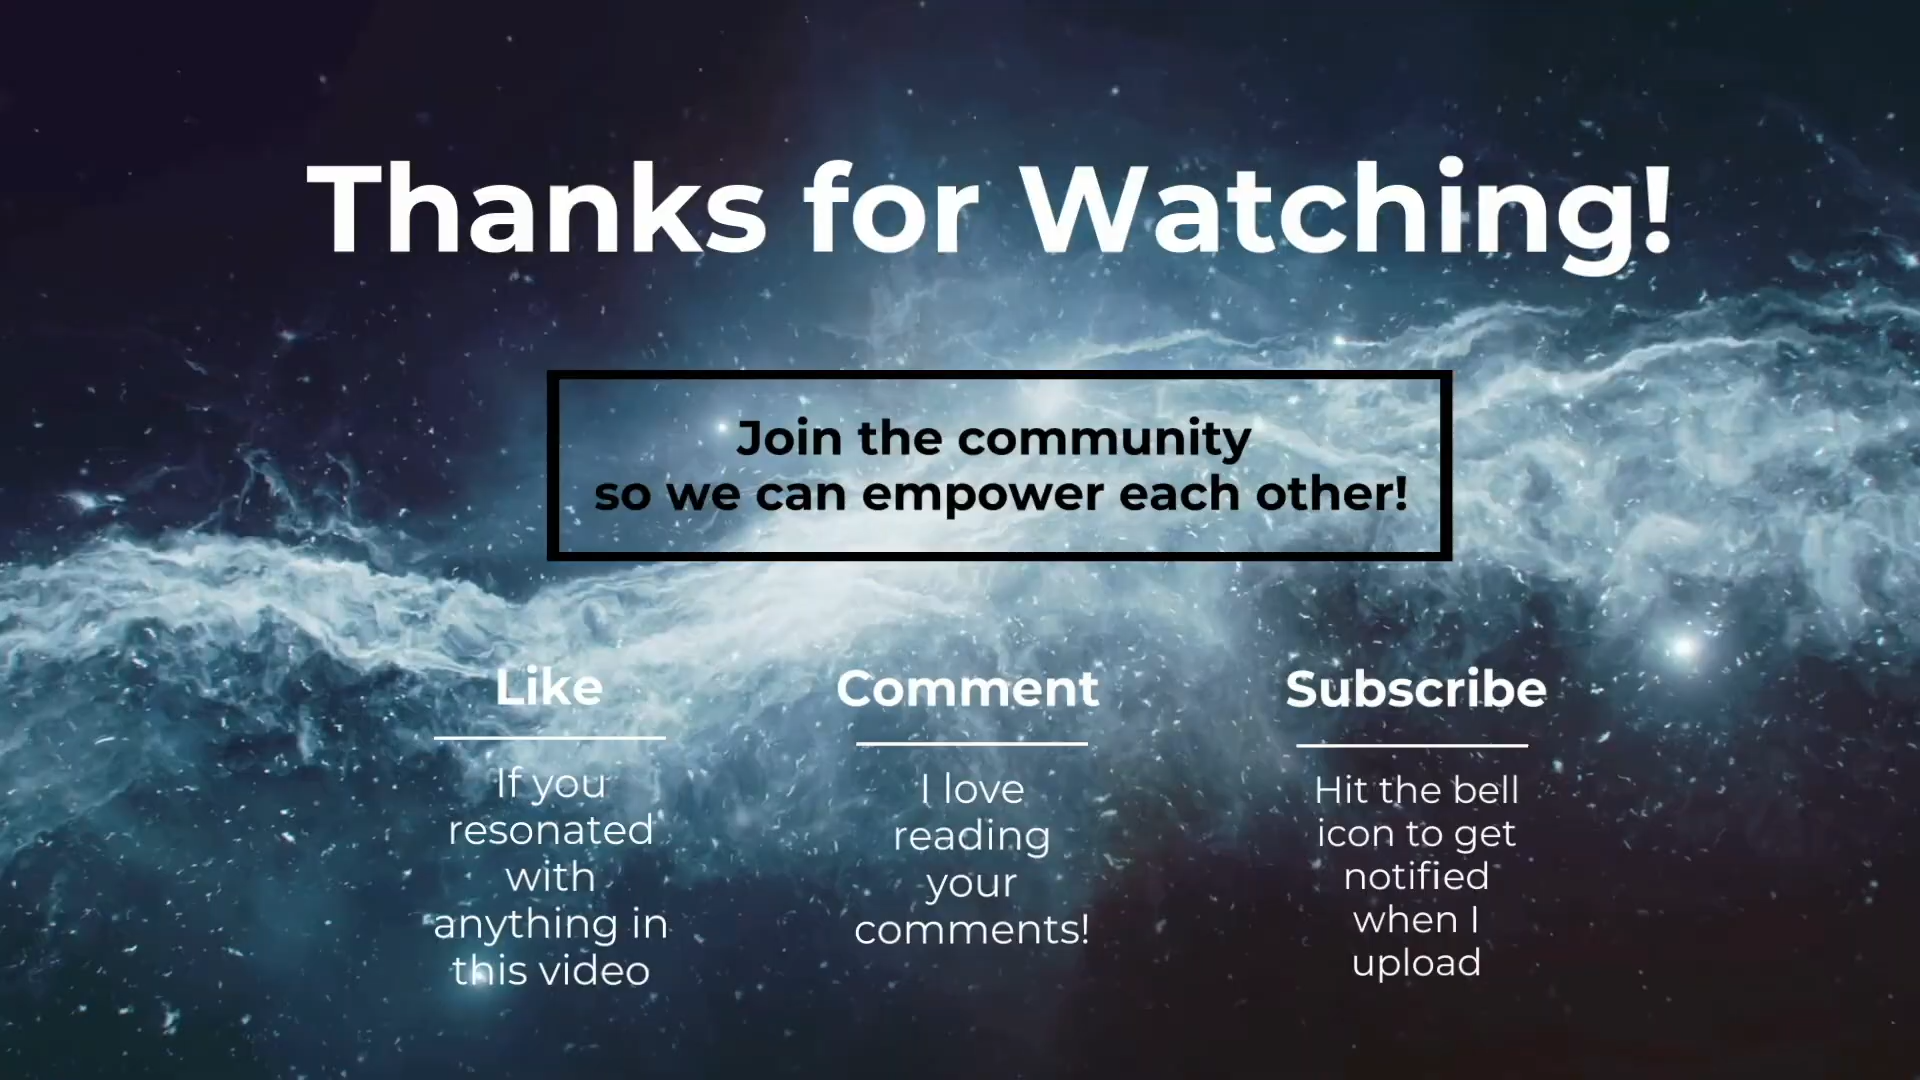 Thanks for Watching!
Join the community
so we can empower each other!
Like
If you
resonated
with
anything in
this video
Comment
I love
reading
your
comments!
Subscribe
Hit the bell
icon to get
notified
when I
upload